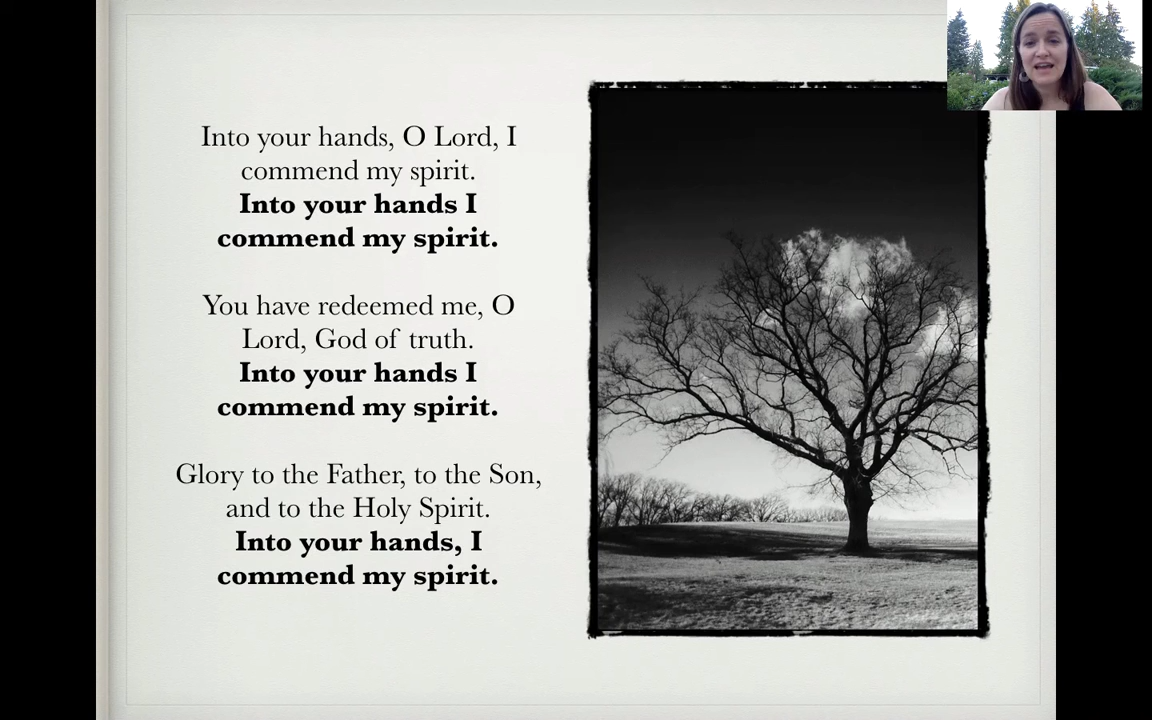 Into your hands, O Lord, I
commend my spirit.
Into your hands I
commend my spirit.
You have redeemed me, O
Lord, God of truth.
Into your hands I
commend my spirit.
Glory to the Father, to the Son,
and to the Holy Spirit.
Into your hands, I
commend my spirit.